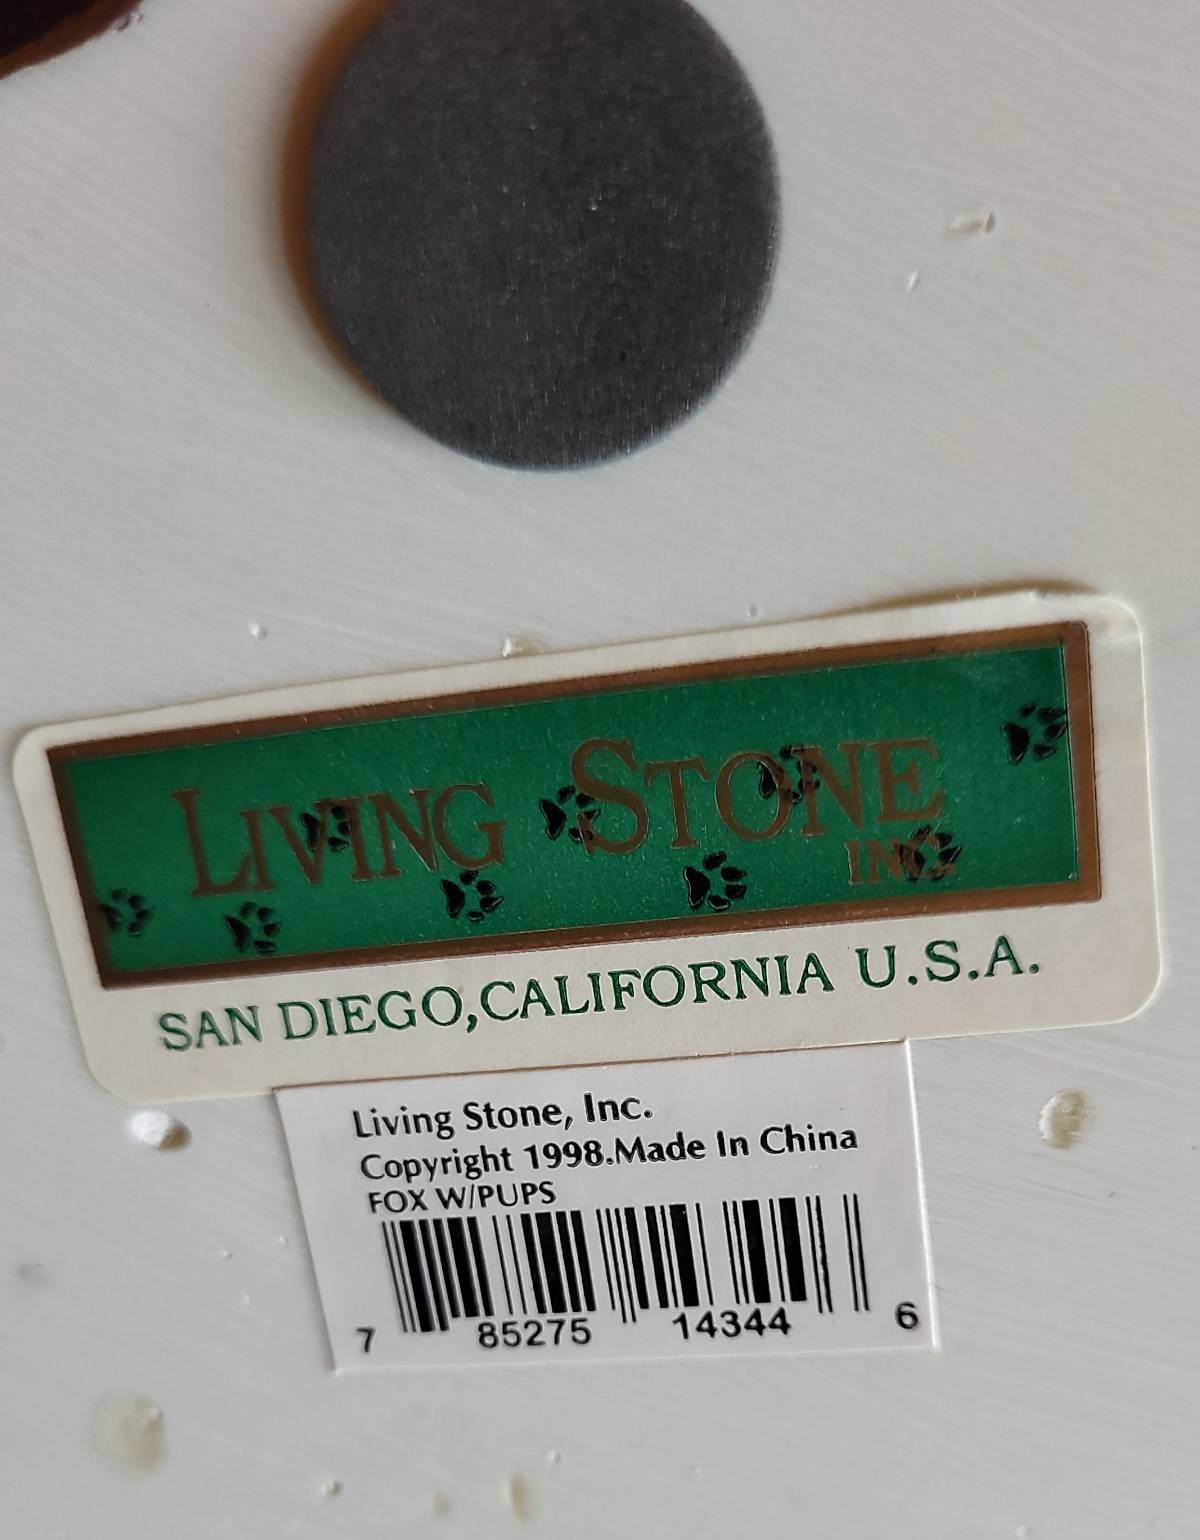 LIVING STONE
INC.
SAN DIEGO,CALIFORNIA U.S.A.
Living Stone, Inc.
Copyright 1998.Made In China
FOX W/PUPS
7 85275 14344 6